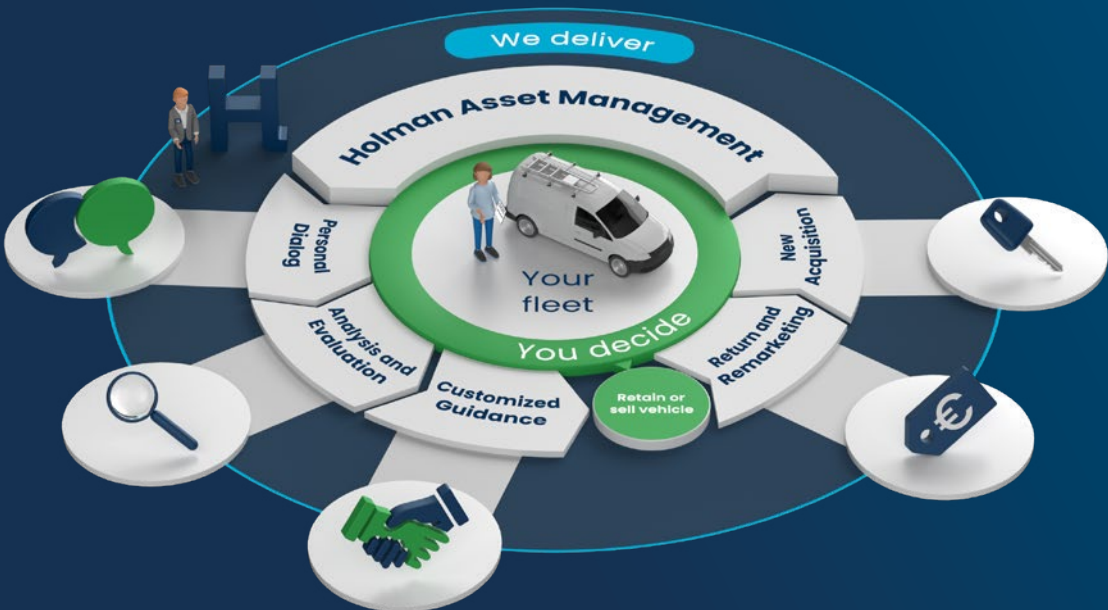 We deliver
Holman Asset Management
H
Personal
Dialog
Analysis and
Evaluation
Customized
Guidance
Retain or
sell vehicle
Return and
Remarketing
New
Acquisition
Your
fleet
You decide
€